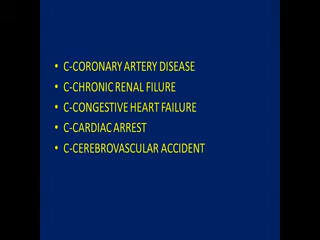 • C-CORONARY ARTERY DISEASE
• C-CHRONIC RENAL FILURE
• C-CONGESTIVE HEART FAILURE
• C-CARDIAC ARREST
• C-CEREBROVASCULAR ACCIDENT